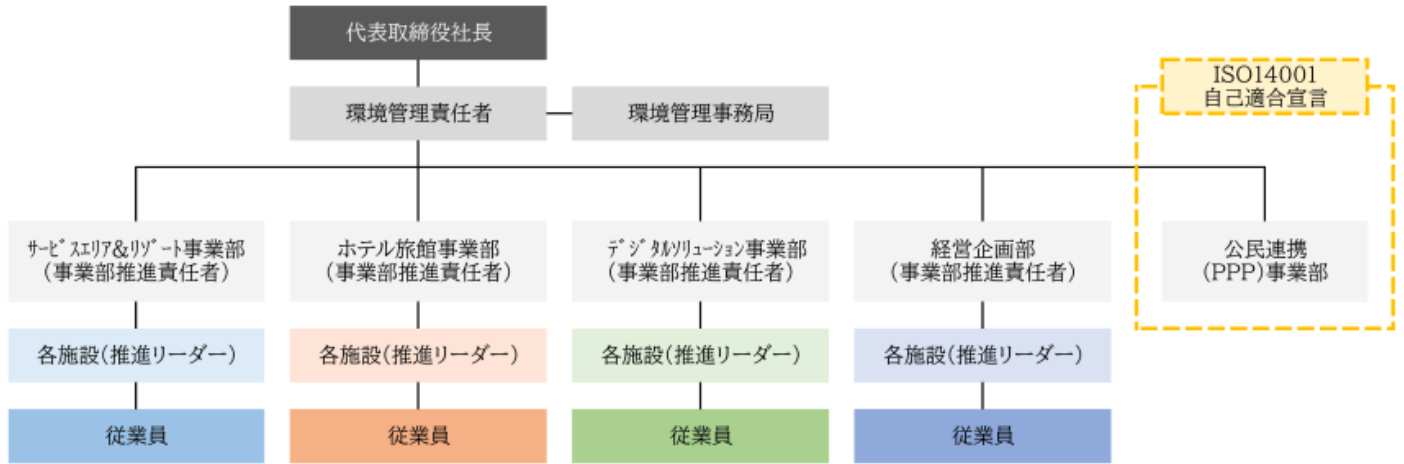 代表取締役社長
ISO14001
自己適合宣言
環境管理責任者
環境管理事務局
ｻｰﾋﾞｽｴﾘｱ&ﾘｿﾞｰﾄ事業部
(事業部推進責任者)
ホテル旅館事業部
(事業部推進責任者)
ﾃﾞｼﾞﾀﾙｿﾘｭｰｼｮﾝ事業部
(事業部推進責任者)
経営企画部
(事業部推進責任者)
公民連携
(PPP)事業部
各施設(推進リーダー)
各施設(推進リーダー)
各施設(推進リーダー)
各施設(推進リーダー)
従業員
従業員
従業員
従業員